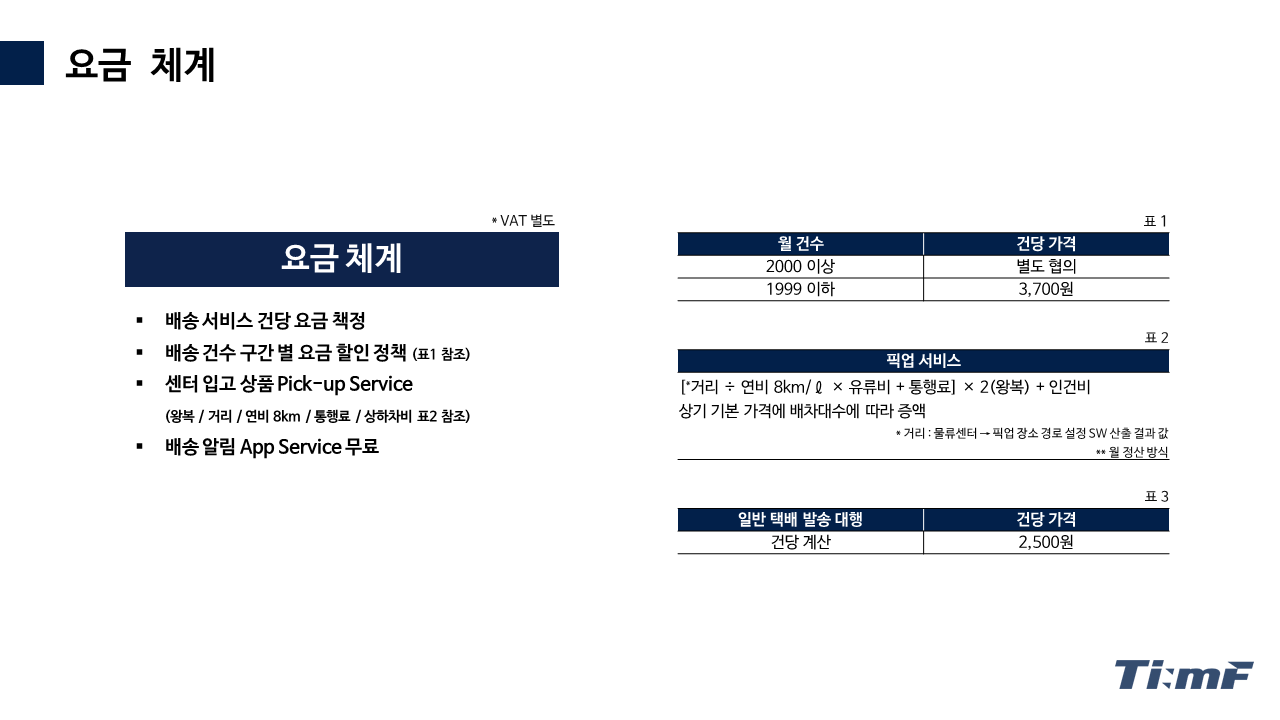 요금 체계
* VAT 별도
요금 체계
▪ 배송 서비스 건당 요금 책정
▪ 배송 건수 구간 별 요금 할인 정책 (표1 참조)
▪ 센터 입고 상품 Pick-up Service
(왕복 / 거리 / 연비 8km / 통행료 / 상하차비 표2 참조)
▪ 배송 알림 App Service 무료
표 1
월 건수 건당 가격
2000 이상 별도 협의
1999 이하 3,700원
표 2
픽업 서비스
[*거리 ÷ 연비 8km/ℓ × 유류비 + 통행료] × 2(왕복) + 인건비
상기 기본 가격에 배차대수에 따라 증액
* 거리 : 물류센터 → 픽업 장소 경로 설정 SW 산출 결과 값
** 월 정산 방식
표 3
일반 택배 발송 대행 건당 가격
건당 계산 2,500원
Ti:mF